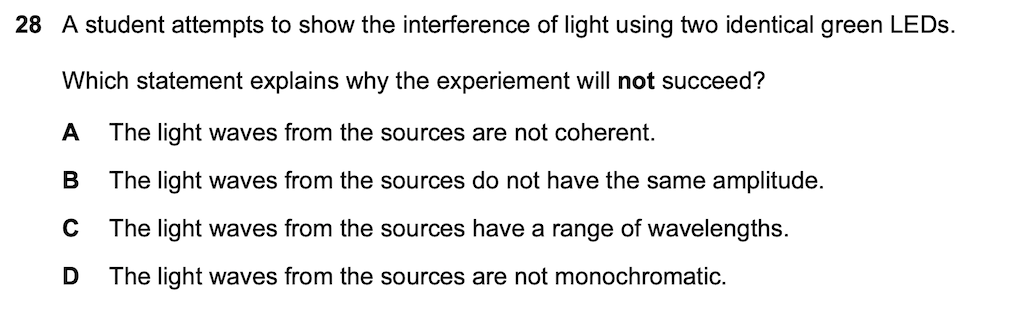 28 A student attempts to show the interference of light using two identical green LEDs.
Which statement explains why the experiement will not succeed?
A The light waves from the sources are not coherent.
B The light waves from the sources do not have the same amplitude.
C The light waves from the sources have a range of wavelengths.
D The light waves from the sources are not monochromatic.